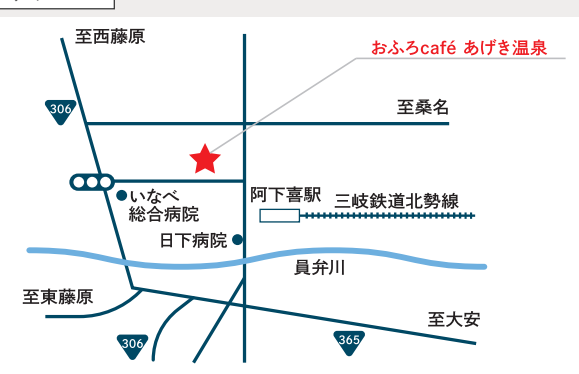 至西藤原
おふろcafé あげき温泉
306
至桑名
いなべ
総合病院
阿下喜駅
三岐鉄道北勢線
日下病院
員弁川
至東藤原
至大安
306
365